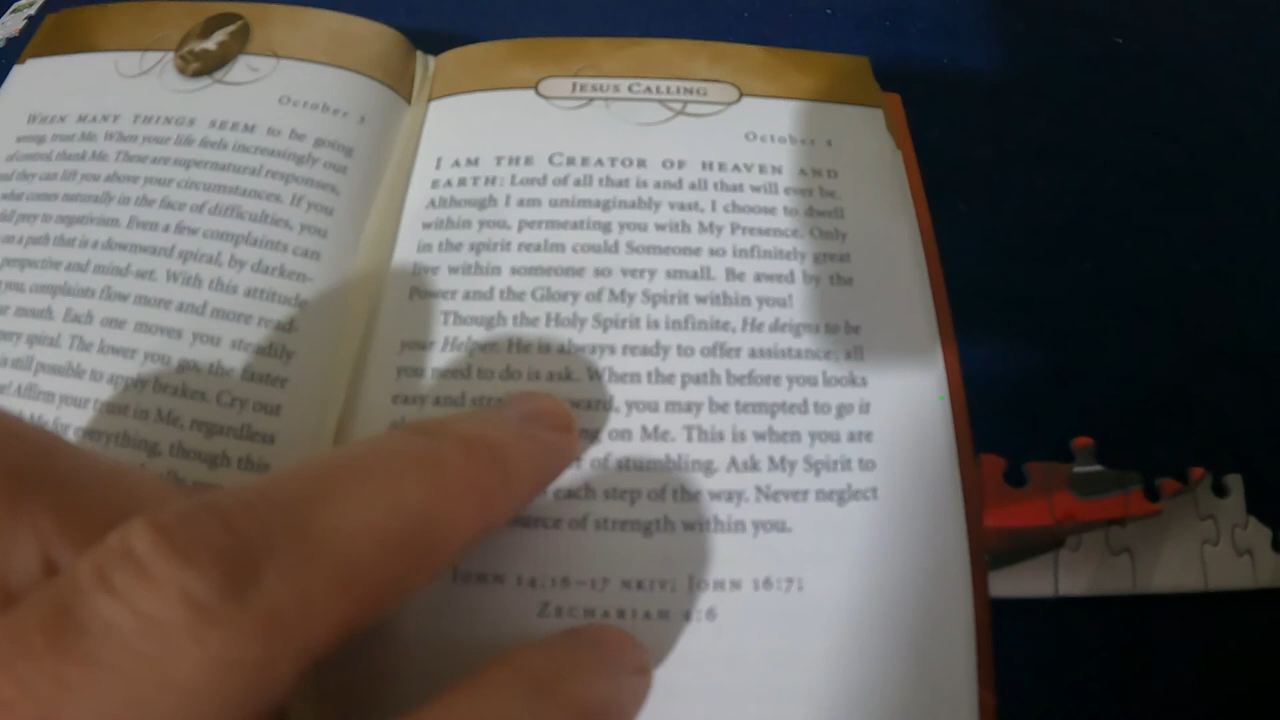 October 3
WHEN MANY THINGS SEEM to be going
wrong, trust Me. When your life feels increasingly out
of control, thank Me. These are supernatural responses,
and they can lift you above your circumstances. If you
what comes naturally in the face of difficulties, you
prey to negativism. Even a few complaints can
on a path that is a downward spiral, by darken-
perspective and mind-set. With this attitude
you, complaints flow more and more read-
mouth. Each one moves you steadily
spiral. The lower you go, the faster
is still possible to apply brakes. Cry out
Affirm your trust in Me, regardless
Me for everything, though this
JESUS CALLING
October 4
I AM THE CREATOR OF HEAVEN AND
EARTH: Lord of all that is and all that will ever be.
Although I am unimaginably vast, I choose to dwell
within you, permeating you with My Presence. Only
in the spirit realm could Someone so infinitely great
live within someone so very small. Be awed by the
Power and the Glory of My Spirit within you!
Though the Holy Spirit is infinite, He deigns to be
your Helper. He is always ready to offer assistance; all
you need to do is ask. When the path before you looks
easy and you may be tempted to go it
on Me. This is when you are
of stumbling. Ask My Spirit to
each step of the way. Never neglect
of strength within you.
JOHN 14:16–17 NKJV; JOHN 16:7;
ZECHARIAH 4:6